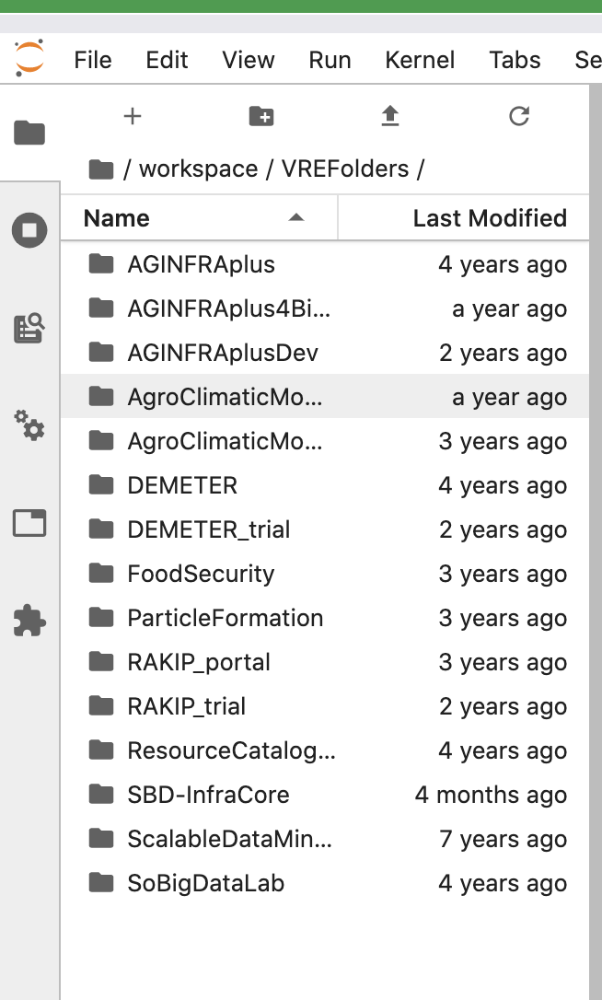 File Edit View Run Kernel Tabs Se
/ workspace / VREFolders /
Name Last Modified
AGINFRAplus 4 years ago
AGINFRAplus4Bi... a year ago
AGINFRAplusDev 2 years ago
AgroClimaticMo... a year ago
AgroClimaticMo... 3 years ago
DEMETER 4 years ago
DEMETER_trial 2 years ago
FoodSecurity 3 years ago
ParticleFormation 3 years ago
RAKIP_portal 3 years ago
RAKIP_trial 2 years ago
ResourceCatalog... 4 years ago
SBD-InfraCore 4 months ago
ScalableDataMin... 7 years ago
SoBigDataLab 4 years ago